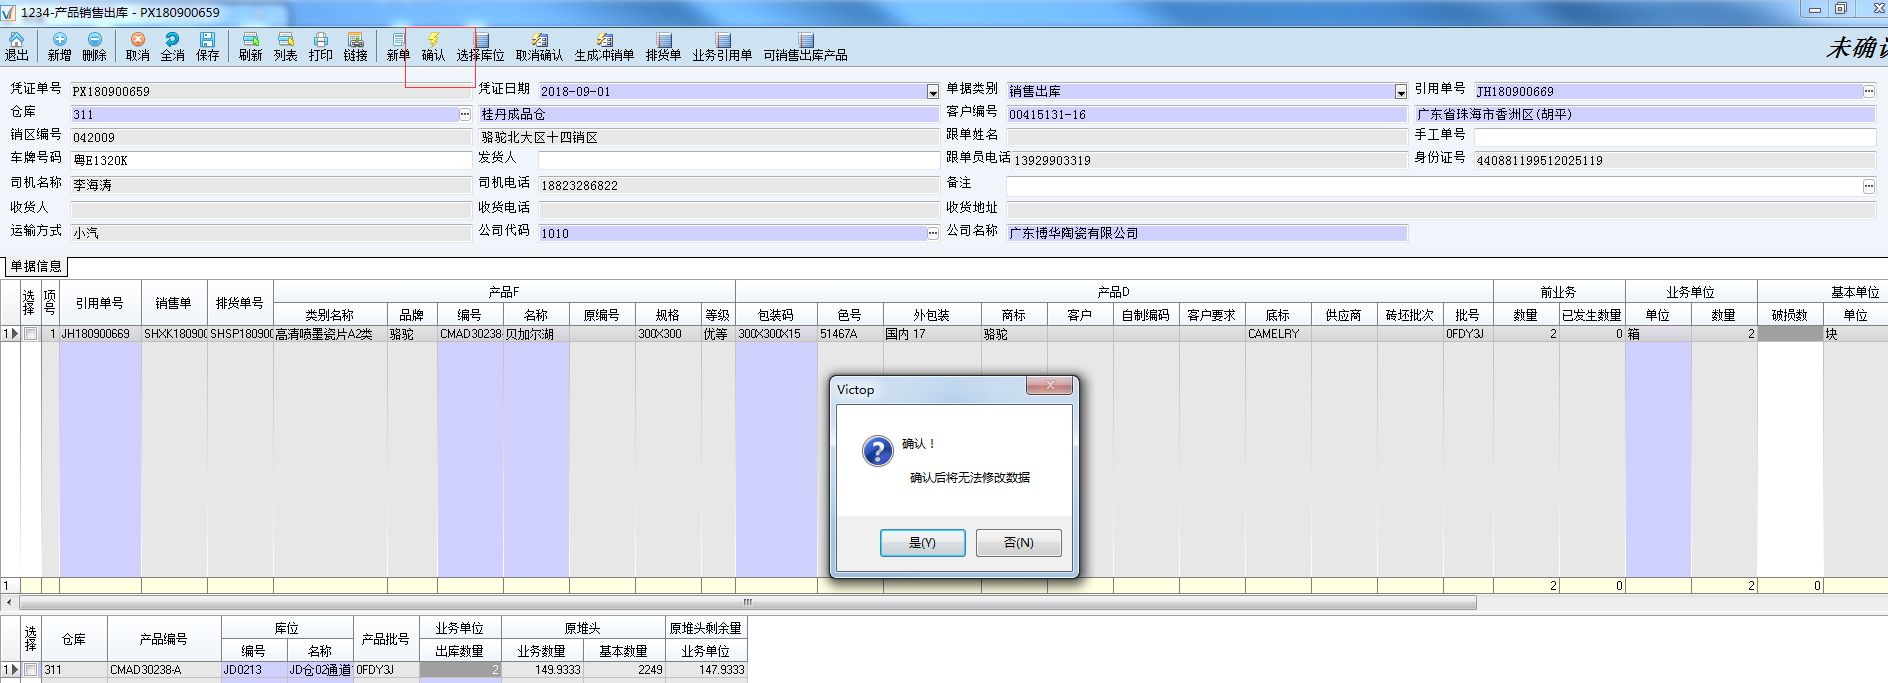 1234-产品销售出库 - PX180900659
退出 新增 删除 取消 全消 保存 刷新 列表 打印 链接 新单 确认 选择库位 取消确认 生成冲销单 排货单 业务引用单 可销售出库产品
未确
凭证单号 PX180900659 凭证日期 2018-09-01 单据类别 销售出库 引用单号 JH180900669
仓库 311 桂丹成品仓 客户编号 00415131-16 广东省珠海市香洲区(胡平)
销区编号 042009 骆驼北大区十四销区 跟单姓名 手工单号
车牌号码 粤E1320K 发货人 跟单员电话 13929903319 身份证号 440881199512025119
司机名称 李海涛 司机电话 18823286822 备注
收货人 收货电话 收货地址
运输方式 小汽 公司代码 1010 公司名称 广东博华陶瓷有限公司
单据信息
选择 项号 引用单号 销售单 排货单号 产品F 产品D 前业务 业务单位 基本单位
类别名称 品牌 编号 名称 原编号 规格 等级 包装码 色号 外包装 商标 客户 自制编码 客户要求 底标 供应商 砖坯批次 批号 数量 已发生数量 单位 数量 破损数 单位
1 1 JH180900669 SHXK18090 SHSP18090 高清喷墨瓷片A2类 骆驼 CMAD30238- 贝加尔湖 300X300 优等 300X300X15 51467A 国内 17 骆驼 CAMELRY 0FDY3J 2 0 箱 2 块
Victop
确认！
确认后将无法修改数据
是(Y) 否(N)
1 2 0 2 0
选择 仓库 产品编号 库位 产品批号 业务单位 原堆头 原堆头剩余量
编号 名称 出库数量 业务数量 基本数量 业务单位
1 311 CMAD30238-A JD0213 JD仓02通道 0FDY3J 2 149.9333 2249 147.9333